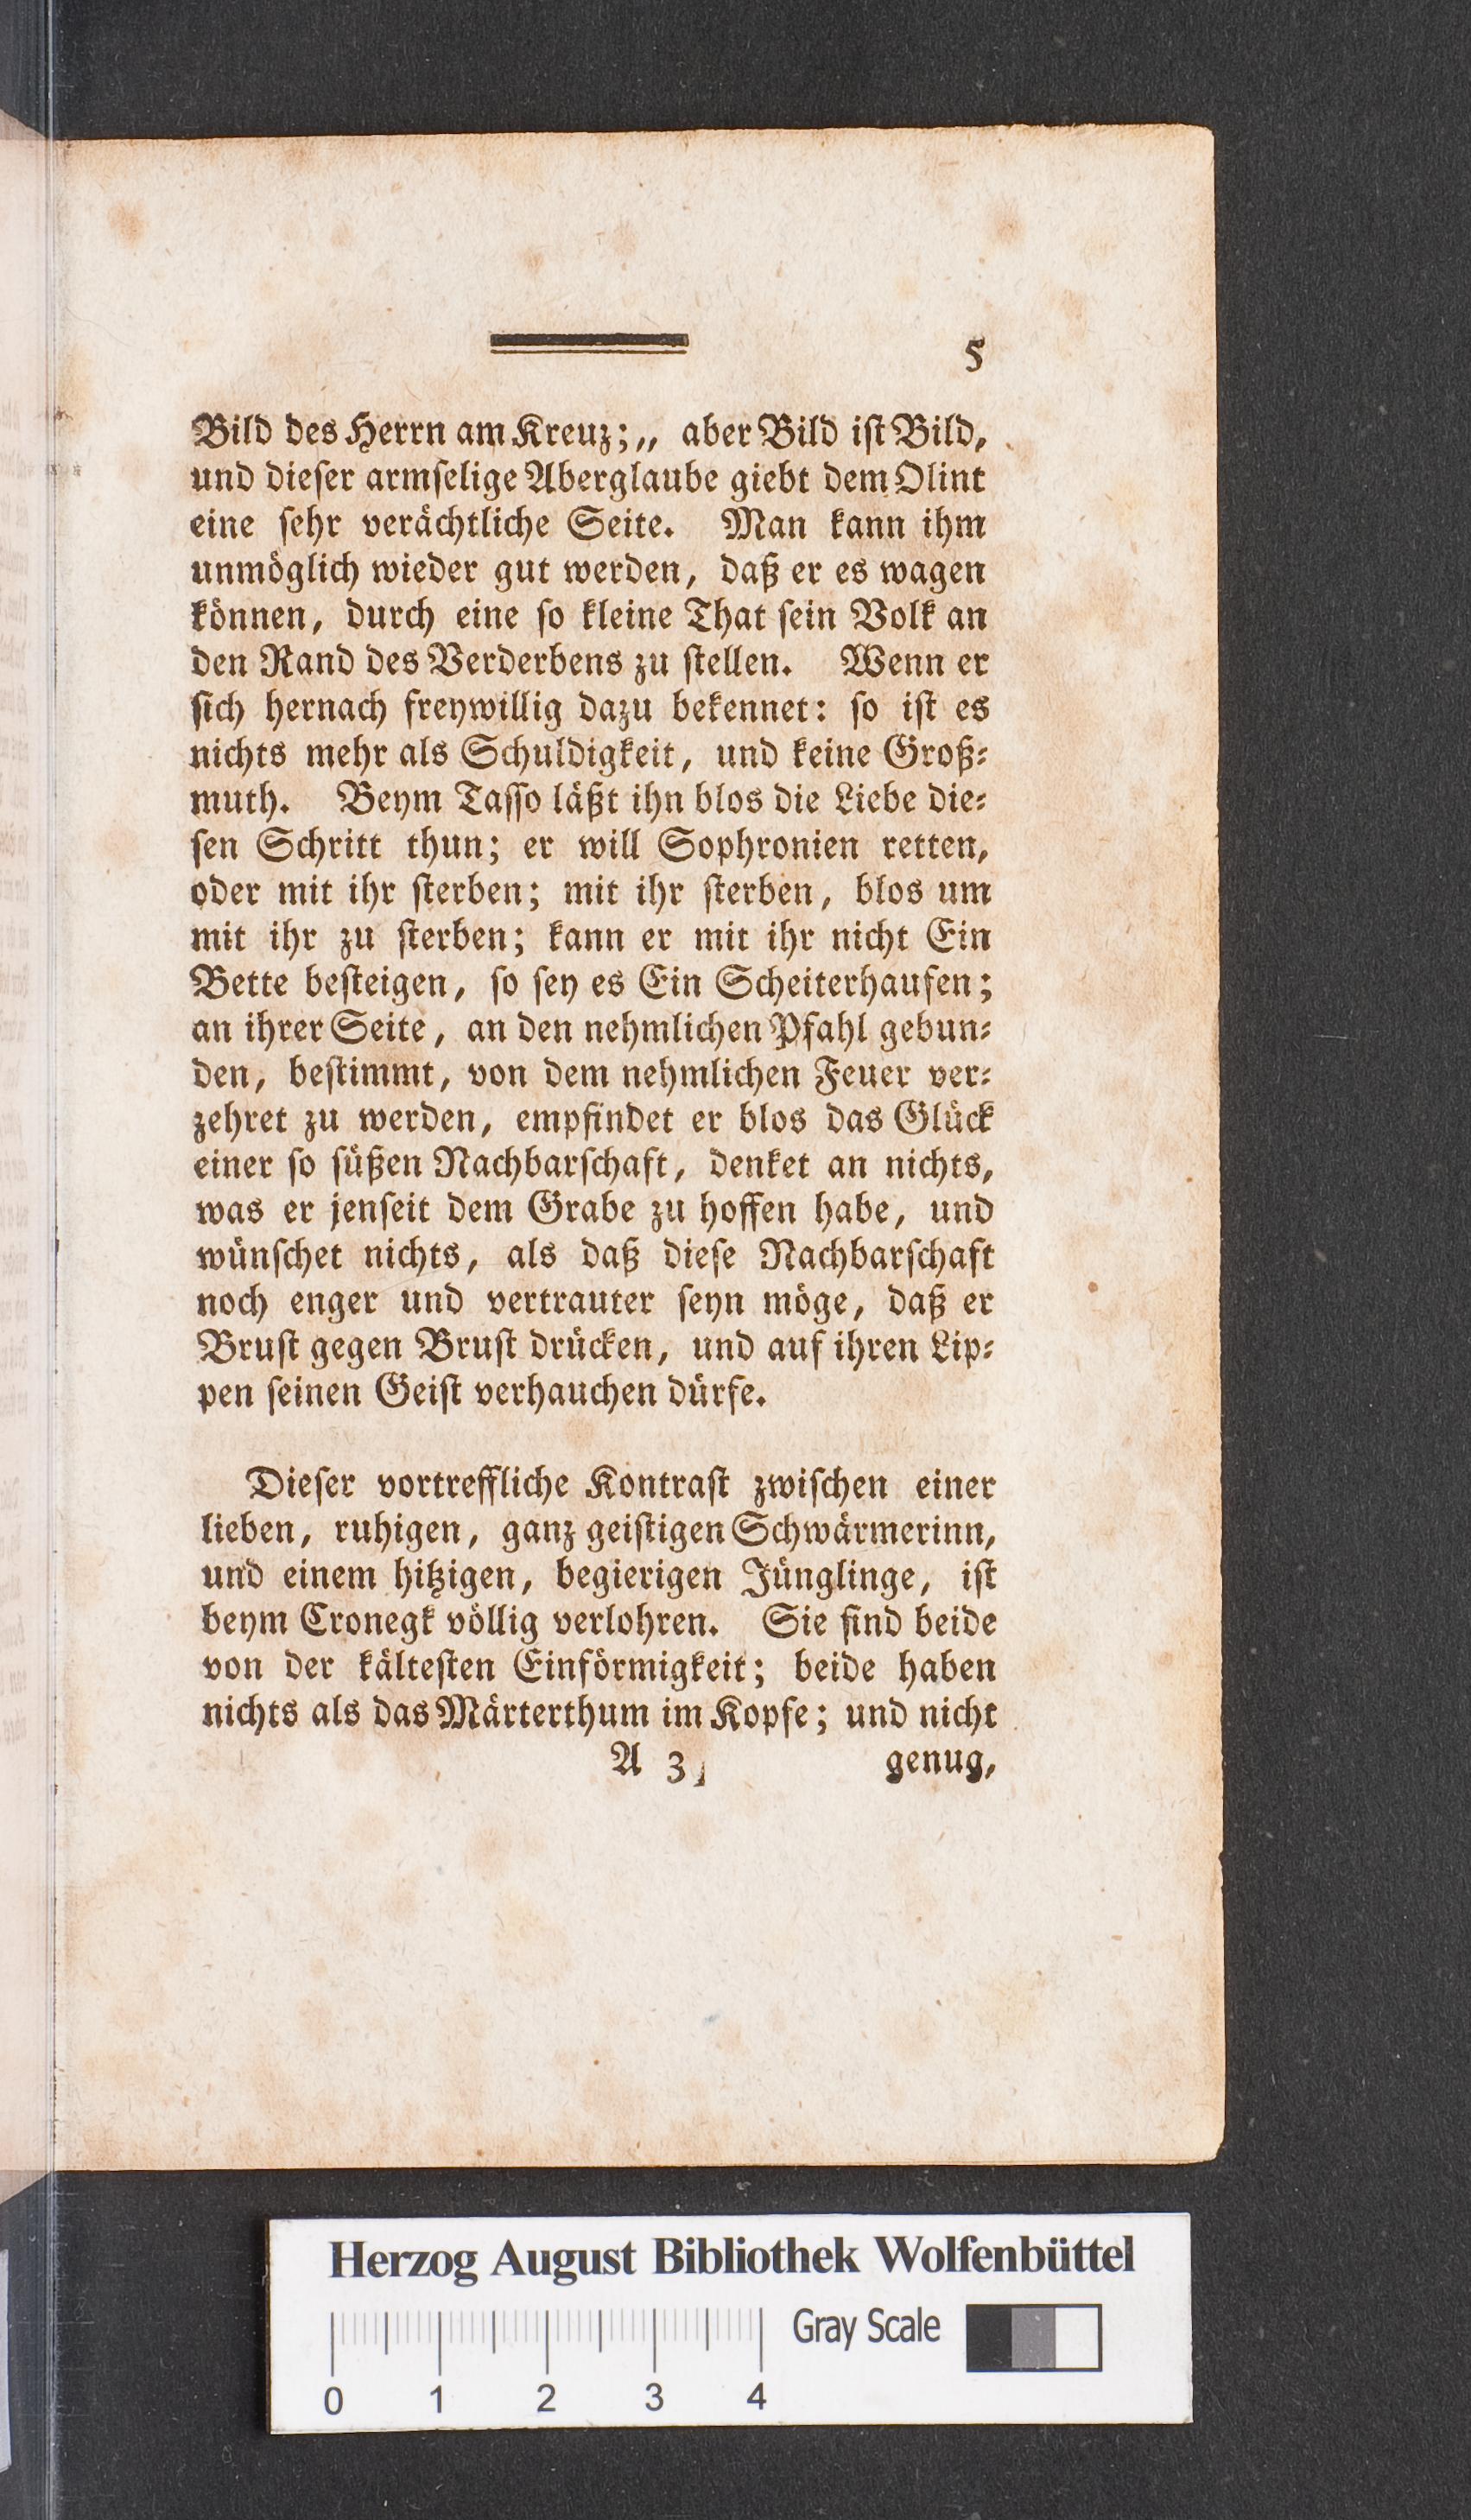 5
Bild des Herrn am Kreuz;„ aber Bild iſt Bild,
und dieſer armſelige Aberglaube giebt dem Olint
eine ſehr verächtliche Seite. Man kann ihm
unmöglich wieder gut werden, daß er es wagen
können, durch eine ſo kleine That ſein Volk an
den Rand des Verderbens zu ſtellen. Wenn er
ſich hernach freywillig dazu bekennet: ſo iſt es
nichts mehr als Schuldigkeit, und keine Groß⸗
muth. Beym Taſſo läßt ihn blos die Liebe die⸗
ſen Schritt thun; er will Sophronien retten,
oder mit ihr ſterben; mit ihr ſterben, blos um
mit ihr zu ſterben; kann er mit ihr nicht Ein
Bette beſteigen, ſo ſey es Ein Scheiterhaufen;
an ihrer Seite, an den nehmlichen Pfahl gebun⸗
den, beſtimmt, von dem nehmlichen Feuer ver⸗
zehret zu werden, empfindet er blos das Glück
einer ſo ſüßen Nachbarſchaft, denket an nichts,
was er jenſeit dem Grabe zu hoffen habe, und
wünſchet nichts, als daß dieſe Nachbarſchaft
noch enger und vertrauter ſeyn möge, daß er
Bruſt gegen Bruſt drücken, und auf ihren Lip⸗
pen ſeinen Geiſt verhauchen dürfe.
Dieſer vortreffliche Kontraſt zwiſchen einer
lieben, ruhigen, ganz geiſtigen Schwärmerinn,
und einem hitzigen, begierigen Jünglinge, iſt
beym Cronegk völlig verlohren. Sie ſind beide
von der kälteſten Einförmigkeit; beide haben
nichts als das Märterthum im Kopfe; und nicht
A 3 genug,
Herzog August Bibliothek Wolfenbüttel
Gray Scale
0 1 2 3 4